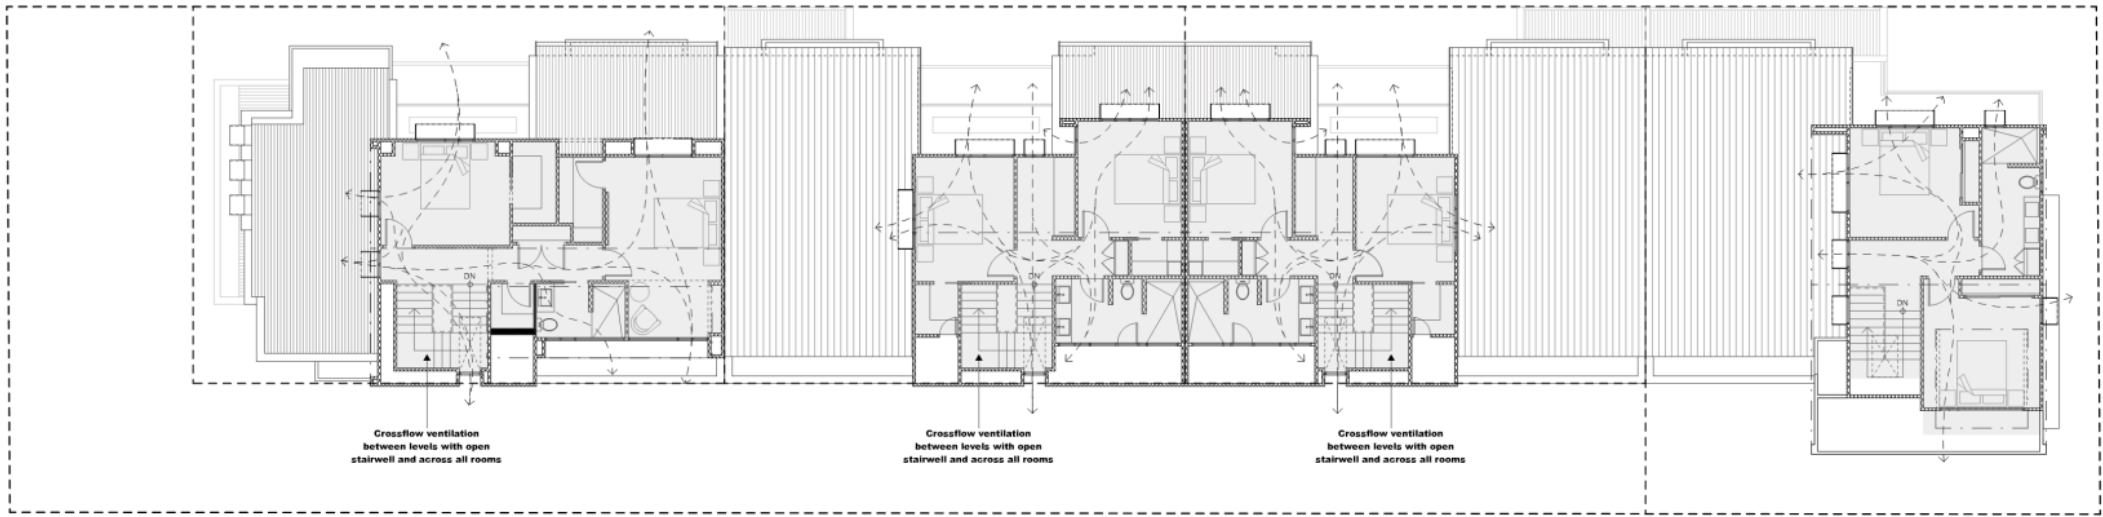 DN
DN
DN
DN
Crossflow ventilation
between levels with open
stairwell and across all rooms
Crossflow ventilation
between levels with open
stairwell and across all rooms
Crossflow ventilation
between levels with open
stairwell and across all rooms